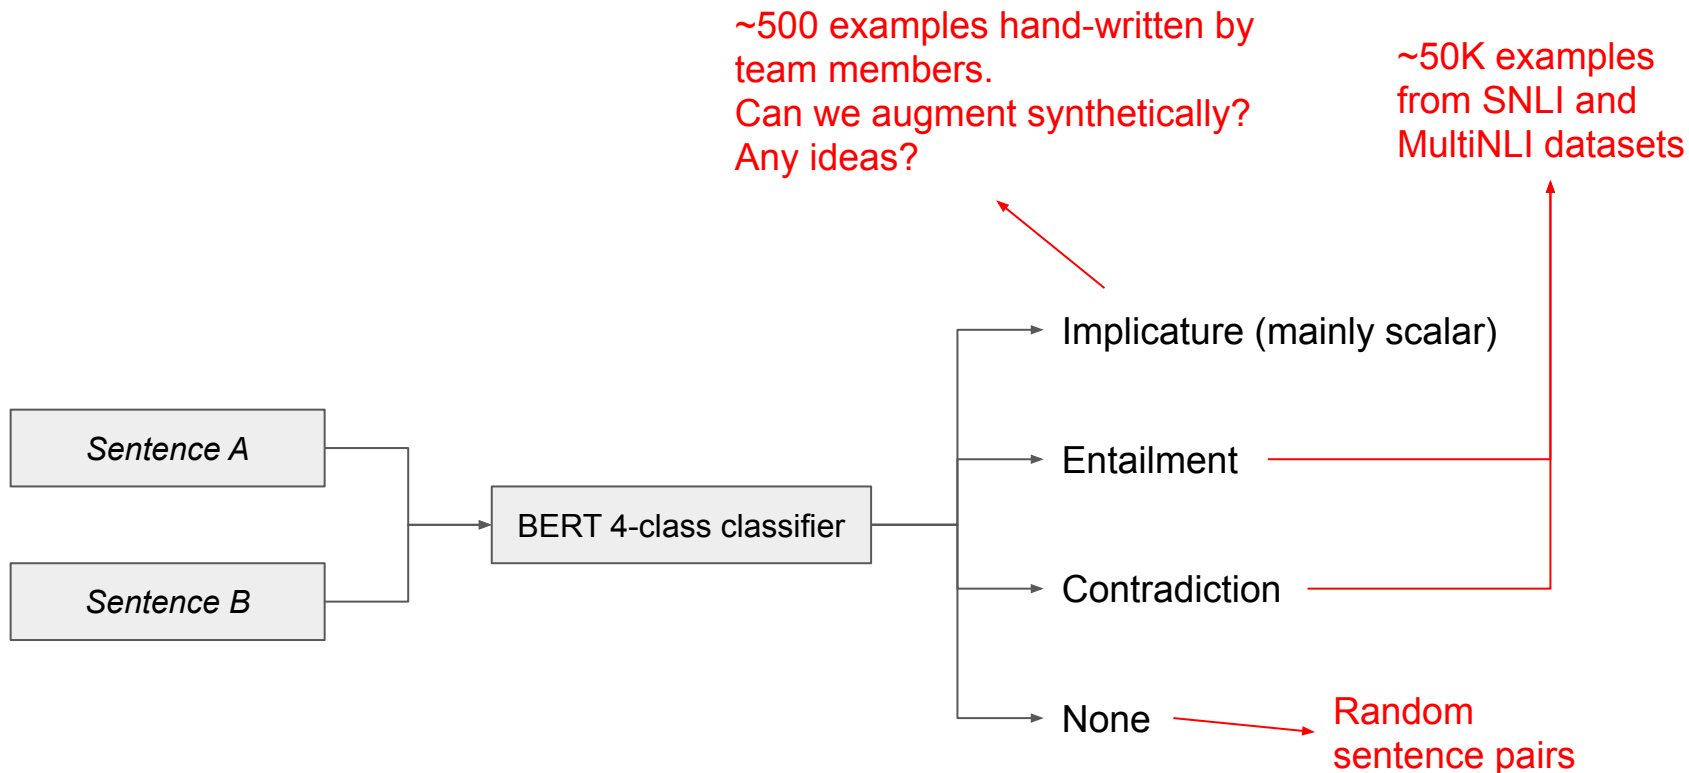 ~500 examples hand-written by
team members.
Can we augment synthetically?
Any ideas?
~50K examples
from SNLI and
MultiNLI datasets
Implicature (mainly scalar)
Sentence A
Entailment
BERT 4-class classifier
Sentence B
Contradiction
None
Random
sentence pairs